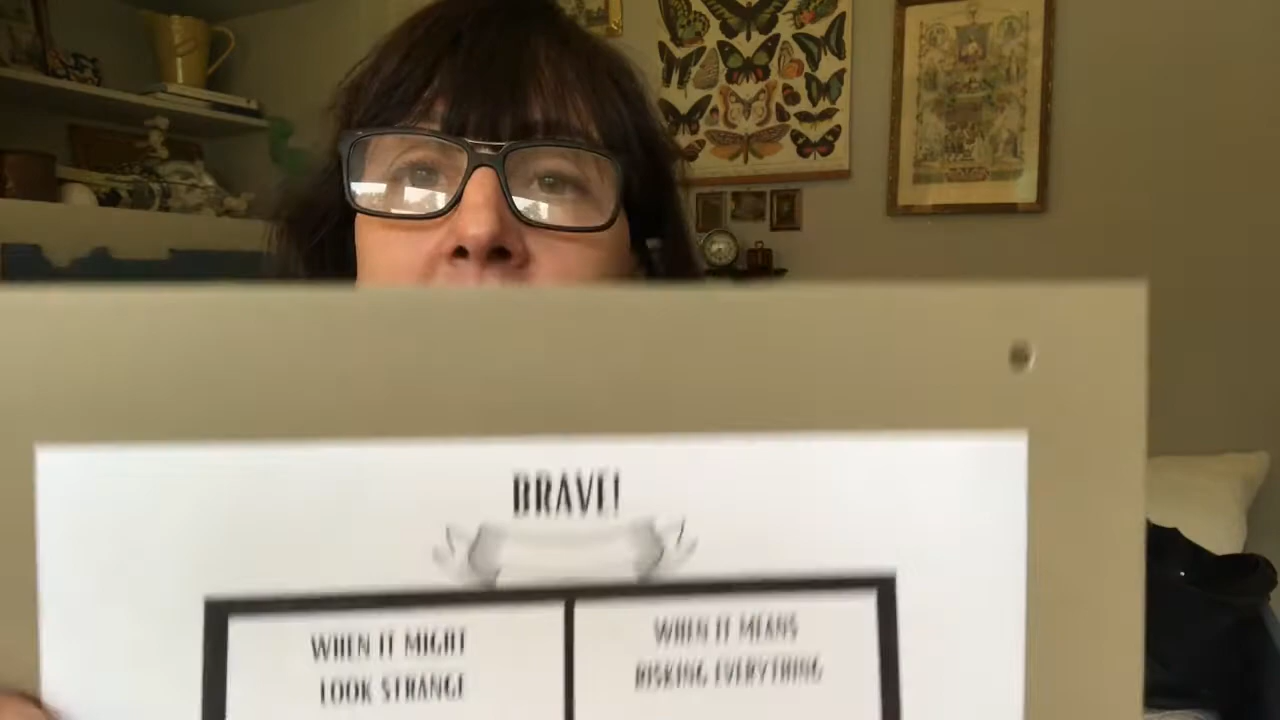 BRAVE!
WHEN IT MIGHT
LOOK STRANGE
WHEN IT MEANS
RISKING EVERYTHING